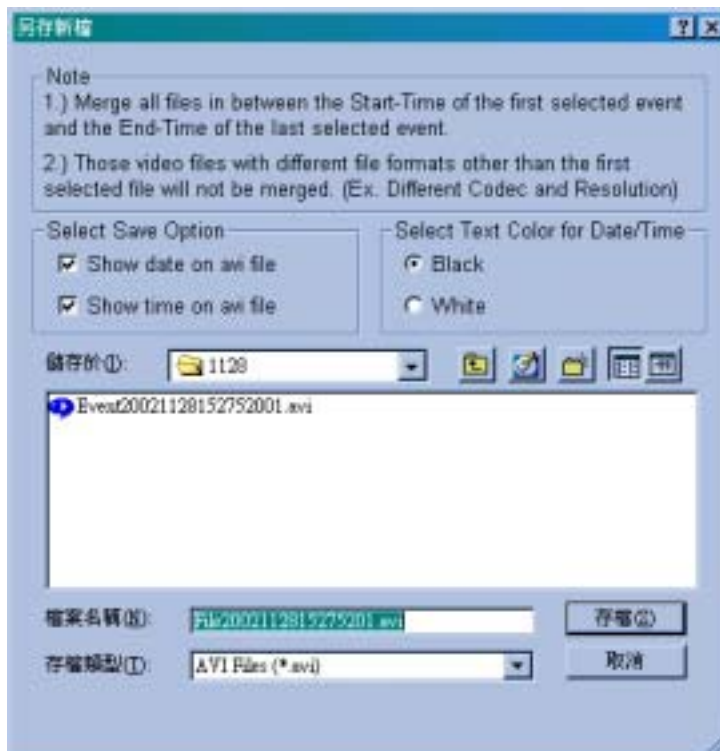 另存新檔
Note
1.) Merge all files in between the Start-Time of the first selected event
and the End-Time of the last selected event.
2.) Those video files with different file formats other than the first
selected file will not be merged. (Ex. Different Codec and Resolution)
Select Save Option
Show date on avi file
Show time on avi file
Select Text Color for Date/Time
Black
White
儲存於(I):
1128
Event20021128152752001.avi
檔案名稱(N):
File2002112815275201.avi
存檔(S)
存檔類型(T):
AVI Files (*.avi)
取消